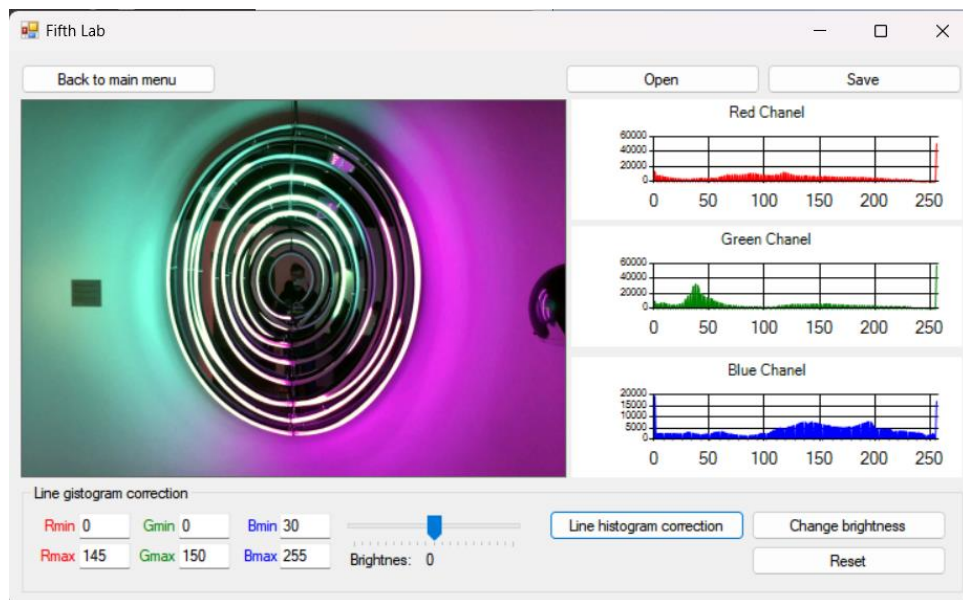 Fifth Lab
Back to main menu
Open
Save
Red Chanel
60000
40000
20000
0
0 50 100 150 200 250
Green Chanel
60000
40000
20000
0
0 50 100 150 200 250
Blue Chanel
20000
15000
10000
5000
0
0 50 100 150 200 250
Line gistogram correction
Rmin 0 Gmin 0 Bmin 30
Rmax 145 Gmax 150 Bmax 255
Brightnes: 0
Line histogram correction
Change brightness
Reset